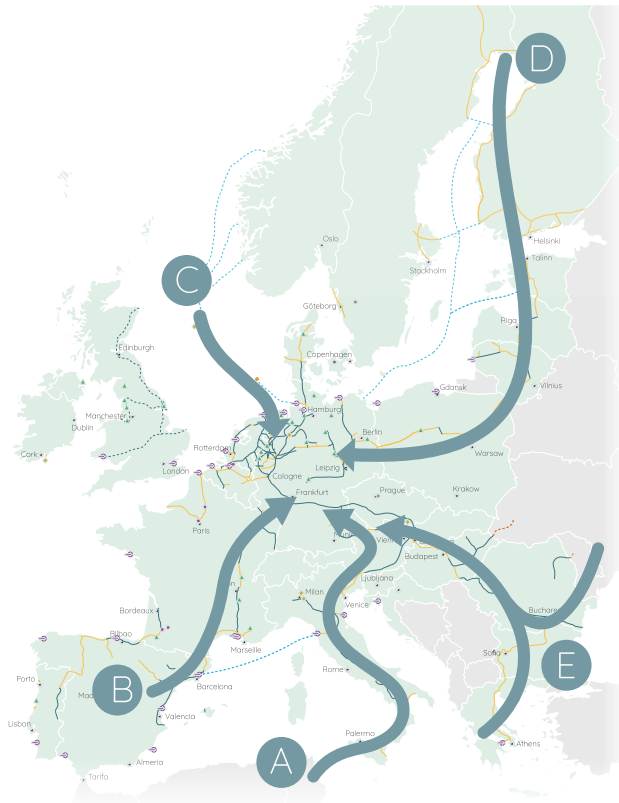 D
Oslo
Helsinki
Talinn
Stockholm
C
Göteborg
Riga
Edinburgh
Copenhagen
Vilnius
Gdansk
Hamburg
Manchester
Dublin
Berlin
Rotterdam
Warsaw
Cork
London
Leipzig
Cologne
Prague
Krakow
Frankfurt
Paris
Budapest
Ljubljana
Milan
Venice
Bordeaux
Bucharest
Bilbao
Marseille
Sofia
E
Rome
Porto
B
Barcelona
Valencia
Lisbon
Palermo
Athens
A
Almeria
Tarifa